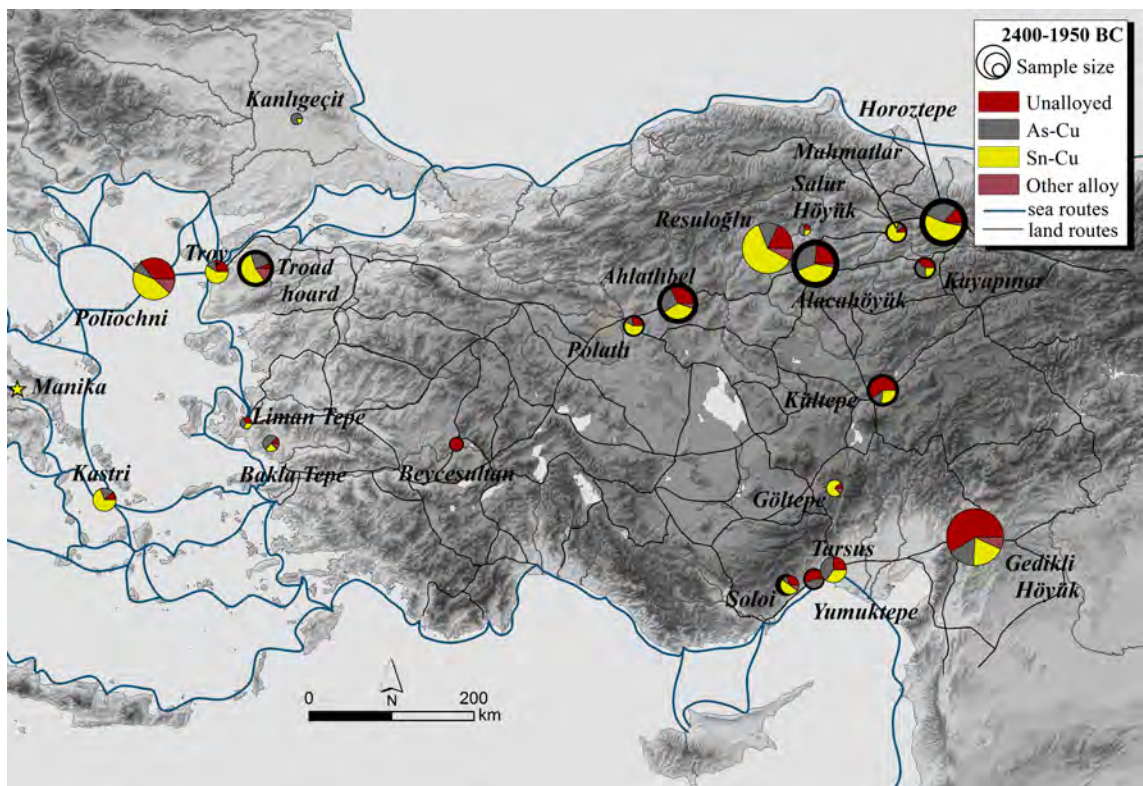 2400-1950 BC
Sample size
Unalloyed
As-Cu
Sn-Cu
Other alloy
sea routes
land routes
Kanlıgeçit
Horoztepe
Mahmatlar
Salur
Höyük
Resuloğlu
Troy
Troad
hoard
Ahlatlıbel
Alacahöyük
Kayapınar
Poliochni
Polatlı
Manika
Liman Tepe
Kültepe
Bakla Tepe
Beycesultan
Kastri
Göltepe
Tarsus
Gedikli
Höyük
Soloi
Yumuktepe
N
0
200
km